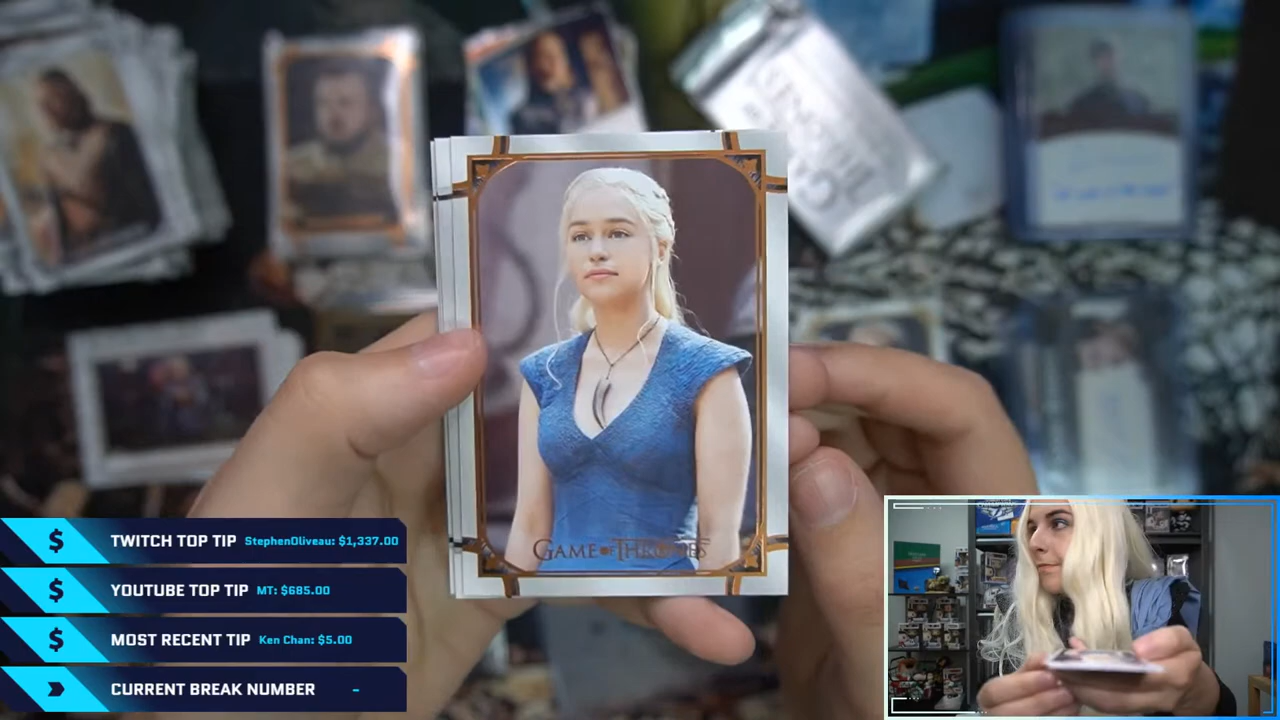 GAME OF THRONES
TWITCH TOP TIP StephenOliveau: $1,337.00
YOUTUBE TOP TIP MT: $685.00
MOST RECENT TIP Ken Chan: $5.00
CURRENT BREAK NUMBER -